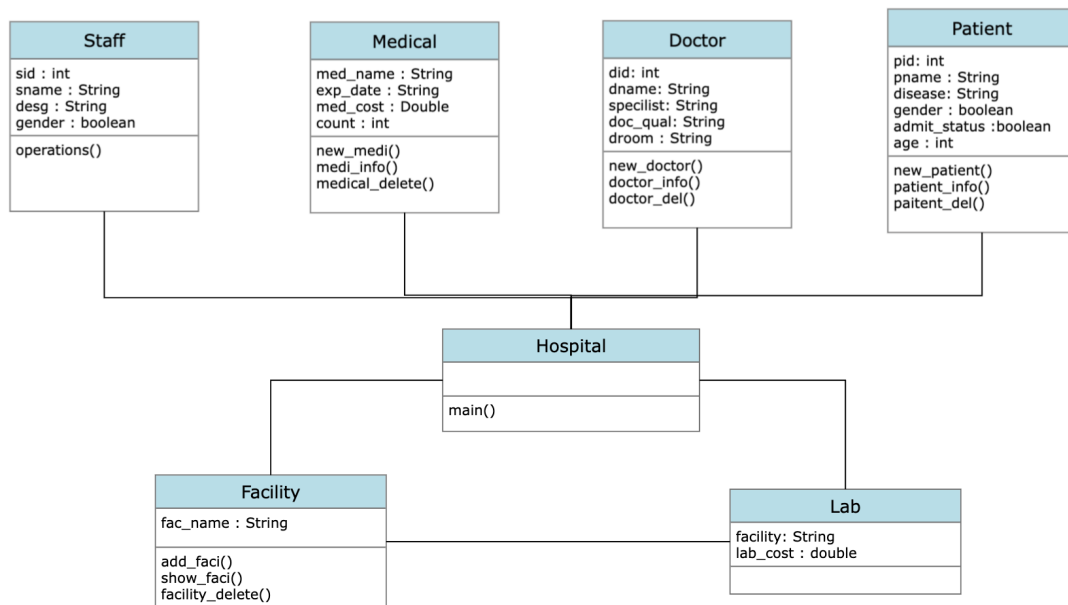 Staff
sid : int
sname : String
desg : String
gender : boolean
operations()
Medical
med_name : String
exp_date : String
med_cost : Double
count : int
new_medi()
medi_info()
medical_delete()
Doctor
did: int
dname: String
specilist: String
doc_qual: String
droom : String
new_doctor()
doctor_info()
doctor_del()
Patient
pid: int
pname : String
disease: String
gender : boolean
admit_status :boolean
age : int
new_patient()
patient_info()
paitent_del()
Hospital
main()
Facility
fac_name : String
add_faci()
show_faci()
facility_delete()
Lab
facility: String
lab_cost : double